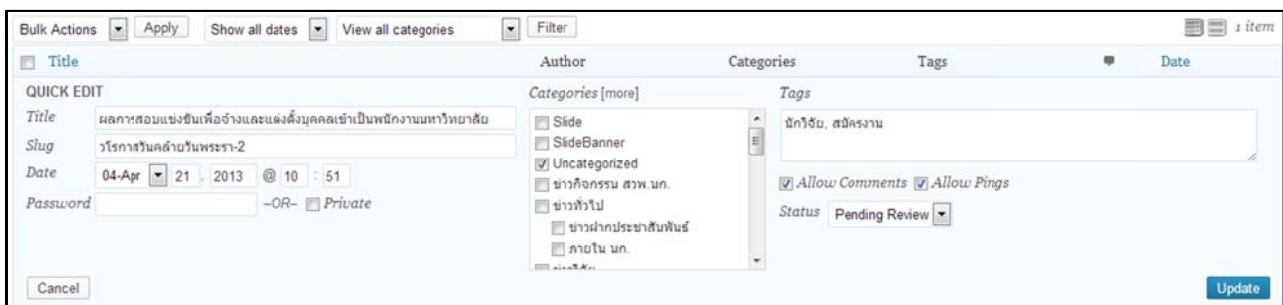 Bulk Actions Apply Show all dates View all categories Filter 1 item
Title Author Categories Tags Date
QUICK EDIT Categories [more] Tags
Title ผลการสอบแข่งขันเพื่อจ้างและแต่งตั้งบุคคลเข้าเป็นพนักงานมหาวิทยาลัย
Slug วโรกาสวันคล้ายวันพระรา-2
Date 04-Apr 21 , 2013 @ 10 : 51
Password –OR– Private
Slide
SlideBanner
Uncategorized
ข่าวกิจกรรม สวพ.มก.
ข่าวทั่วไป
ข่าวฝากประชาสัมพันธ์
ภายใน มก.
ข่าววิจัย
นักวิจัย, สมัครงาน
Allow Comments Allow Pings
Status Pending Review
Cancel Update